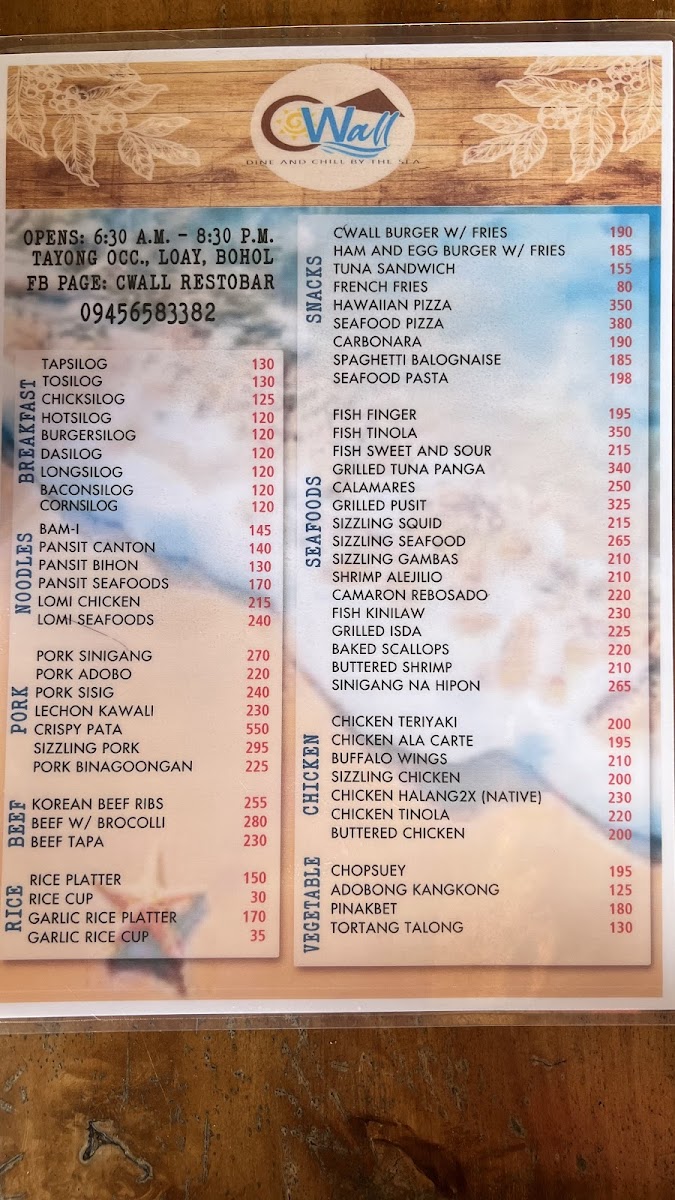 CWall
DINE AND CHILL BY THE SEA
OPENS: 6:30 A.M. - 8:30 P.M.
TAYONG OCC., LOAY, BOHOL
FB PAGE: CWALL RESTOBAR
09456583382
BREAKFAST
TAPSILOG 130
TOSILOG 130
CHICKSILOG 125
HOTSILOG 120
BURGERSILOG 120
DASILOG 120
LONGSILOG 120
BACONSILOG 120
CORNSILOG 120
NOODLES
BAM-I 145
PANSIT CANTON 140
PANSIT BIHON 130
PANSIT SEAFOODS 170
LOMI CHICKEN 215
LOMI SEAFOODS 240
PORK
PORK SINIGANG 270
PORK ADOBO 220
PORK SISIG 240
LECHON KAWALI 230
CRISPY PATA 550
SIZZLING PORK 295
PORK BINAGOONGAN 225
BEEF
KOREAN BEEF RIBS 255
BEEF W/ BROCOLLI 280
BEEF TAPA 230
RICE
RICE PLATTER 150
RICE CUP 30
GARLIC RICE PLATTER 170
GARLIC RICE CUP 35
SNACKS
CWALL BURGER W/ FRIES 190
HAM AND EGG BURGER W/ FRIES 185
TUNA SANDWICH 155
FRENCH FRIES 80
HAWAIIAN PIZZA 350
SEAFOOD PIZZA 380
CARBONARA 190
SPAGHETTI BALOGNAISE 185
SEAFOOD PASTA 198
SEAFOODS
FISH FINGER 195
FISH TINOLA 350
FISH SWEET AND SOUR 215
GRILLED TUNA PANGA 340
CALAMARES 250
GRILLED PUSIT 325
SIZZLING SQUID 215
SIZZLING SEAFOOD 265
SIZZLING GAMBAS 210
SHRIMP ALEJILIO 210
CAMARON REBOSADO 220
FISH KINILAW 230
GRILLED ISDA 225
BAKED SCALLOPS 220
BUTTERED SHRIMP 210
SINIGANG NA HIPON 265
CHICKEN
CHICKEN TERIYAKI 200
CHICKEN ALA CARTE 195
BUFFALO WINGS 210
SIZZLING CHICKEN 200
CHICKEN HALANG2X (NATIVE) 230
CHICKEN TINOLA 220
BUTTERED CHICKEN 200
VEGETABLE
CHOPSUEY 195
ADOBONG KANGKONG 125
PINAKBET 180
TORTANG TALONG 130